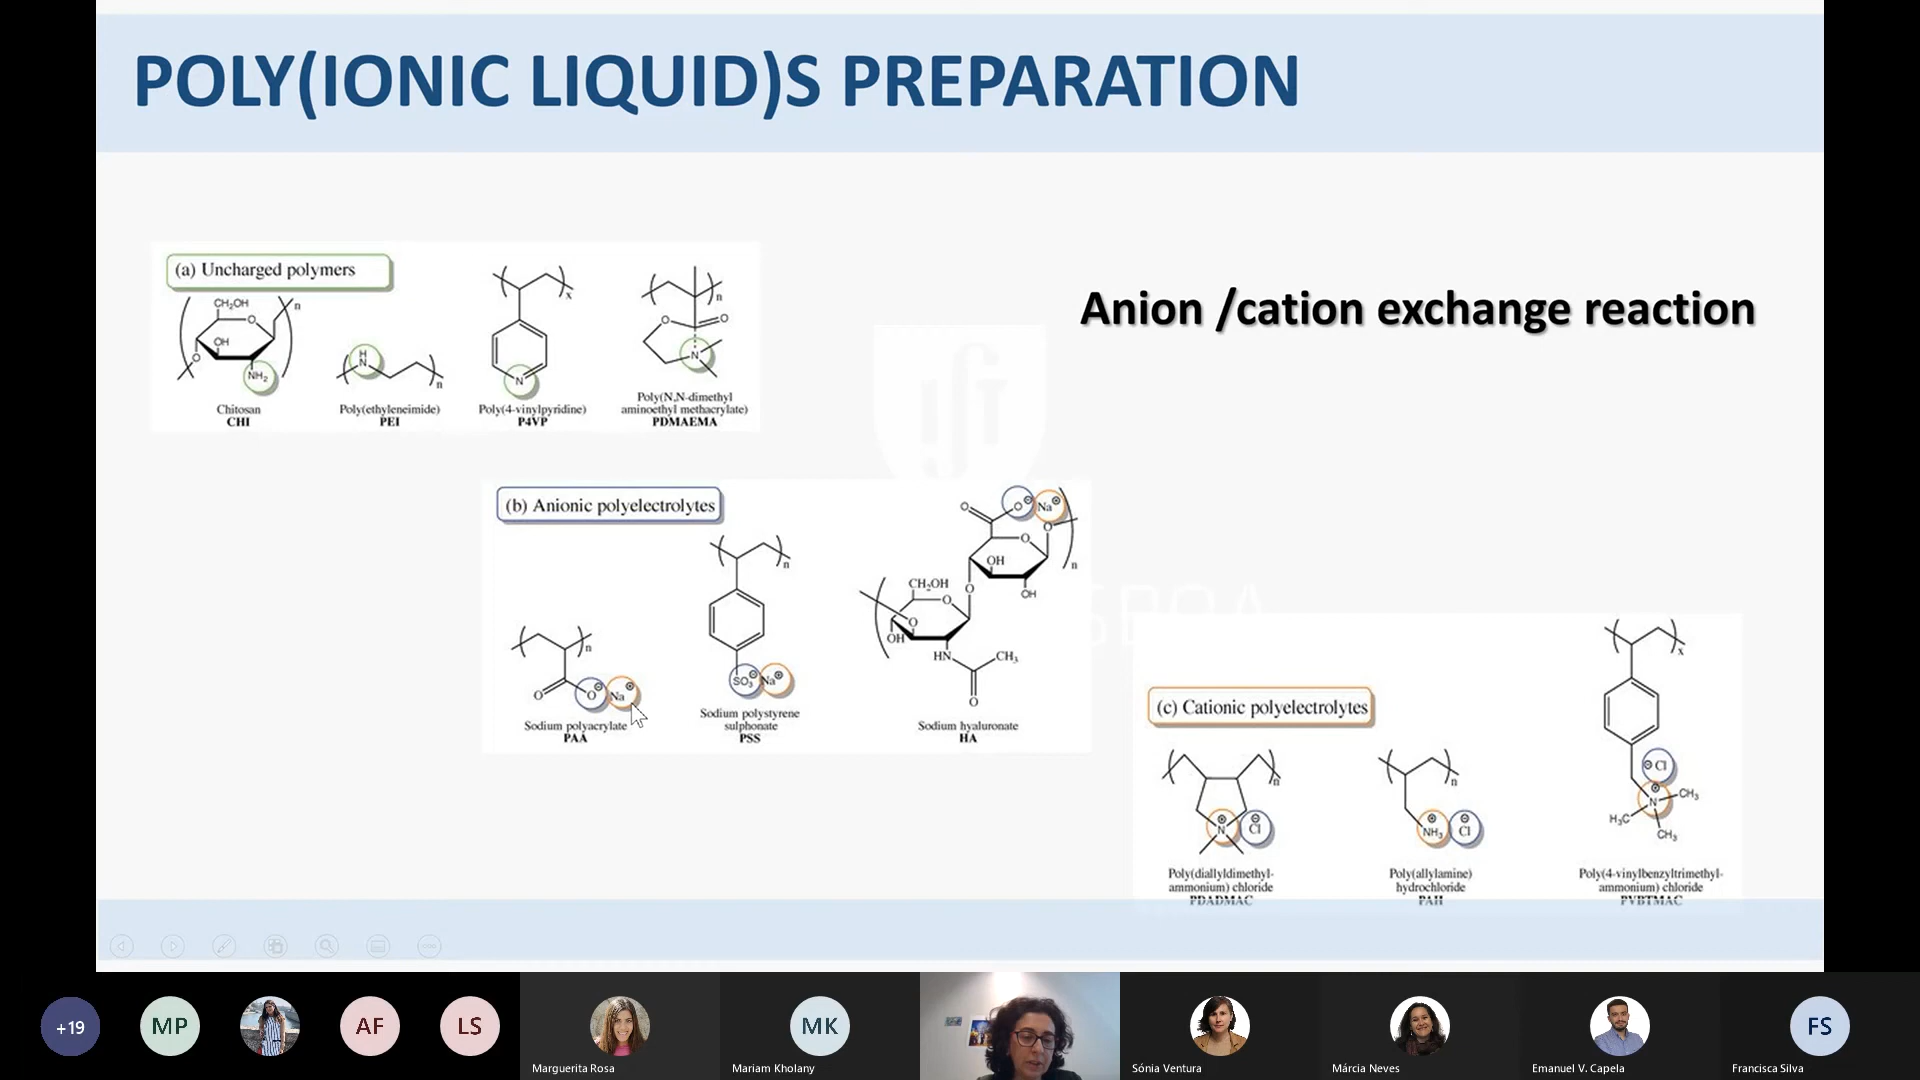 POLY(IONIC LIQUID)S PREPARATION
Anion /cation exchange reaction
(a) Uncharged polymers
CH₂OH
O
OH
O
NH₂
n
H
N
n
x
N
n
O
O
N
Chitosan
CHI
Poly(ethyleneimide)
PEI
Poly(4-vinylpyridine)
P4VP
Poly(N,N-dimethyl
aminoethyl methacrylate)
PDMAEMA
(b) Anionic polyelectrolytes
n
O
O⊖
Na⊕
n
SO₃⊖
Na⊕
O
O⊖
Na⊕
O
O
OH
OH
n
CH₂OH
O
O
O
OH
HN
CH₃
O
Sodium polyacrylate
PAA
Sodium polystyrene
sulphonate
PSS
Sodium hyaluronate
HA
(c) Cationic polyelectrolytes
n
⊕
N
⊖
Cl
n
⊕
NH₃
⊖
Cl
x
⊖Cl
⊕
N
CH₃
H₃C
CH₃
Poly(diallyldimethyl-
ammonium) chloride
PDADMAC
Poly(allylamine)
hydrochloride
PAH
Poly(4-vinylbenzyltrimethyl-
ammonium) chloride
PVBTMAC
+19
MP
AF
LS
MK
FS
Marguerita Rosa
Mariam Kholany
Sónia Ventura
Márcia Neves
Emanuel V. Capela
Francisca Silva